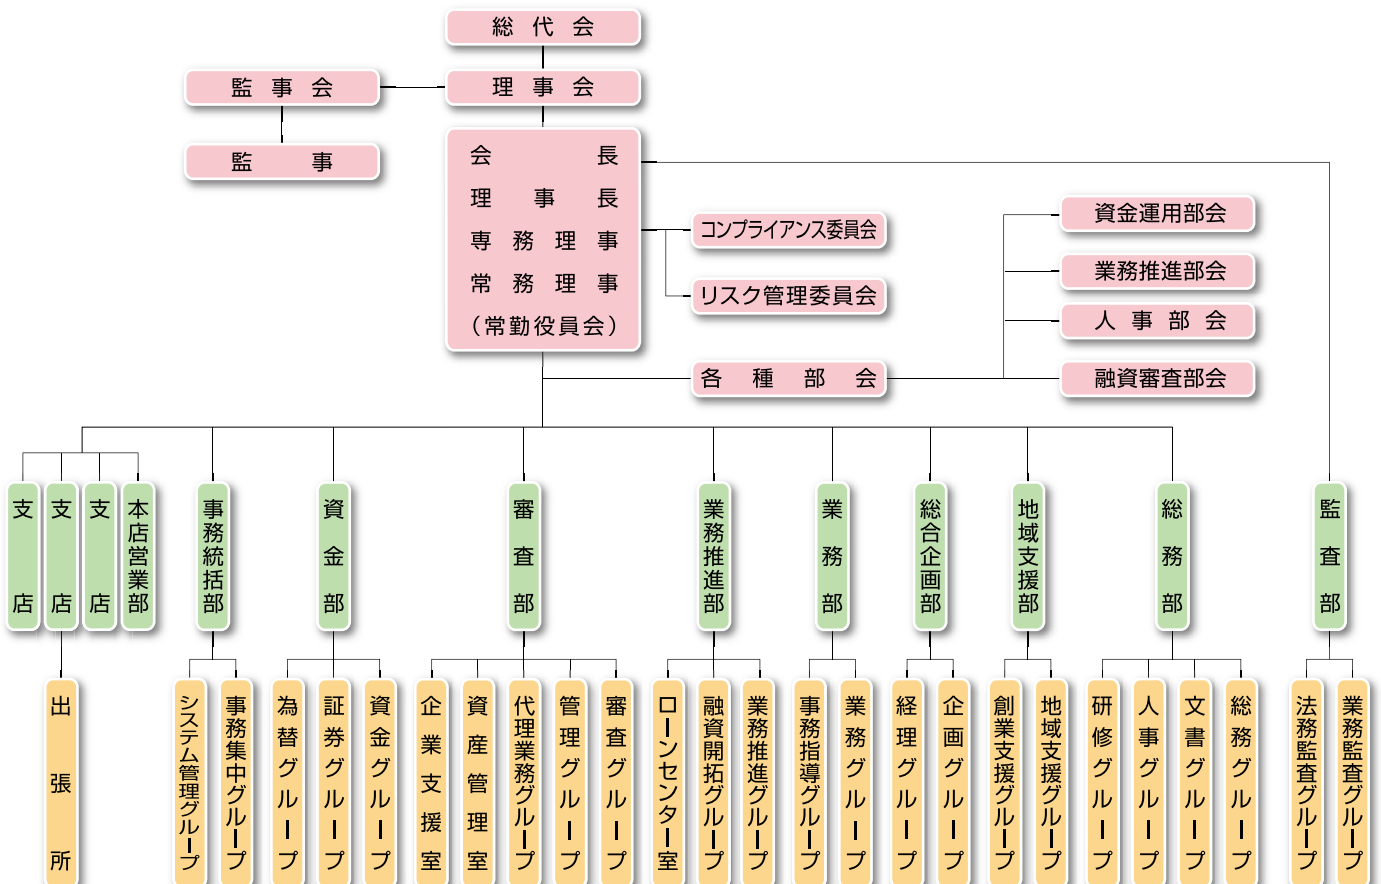 総代会
監事会
理事会
監事
会長
理事長
専務理事
常務理事
（常勤役員会）
コンプライアンス委員会
リスク管理委員会
資金運用部会
業務推進部会
人事部会
融資審査部会
各種部会
支店
支店
支店
本店営業部
事務統括部
資金部
審査部
業務推進部
業務部
総合企画部
地域支援部
総務部
監査部
出張所
システム管理グループ
事務集中グループ
為替グループ
証券グループ
資金グループ
企業支援室
資産管理室
代理業務グループ
管理グループ
審査グループ
ローンセンター室
融資開拓グループ
業務推進グループ
事務指導グループ
業務グループ
経理グループ
企画グループ
創業支援グループ
地域支援グループ
研修グループ
人事グループ
文書グループ
総務グループ
法務監査グループ
業務監査グループ